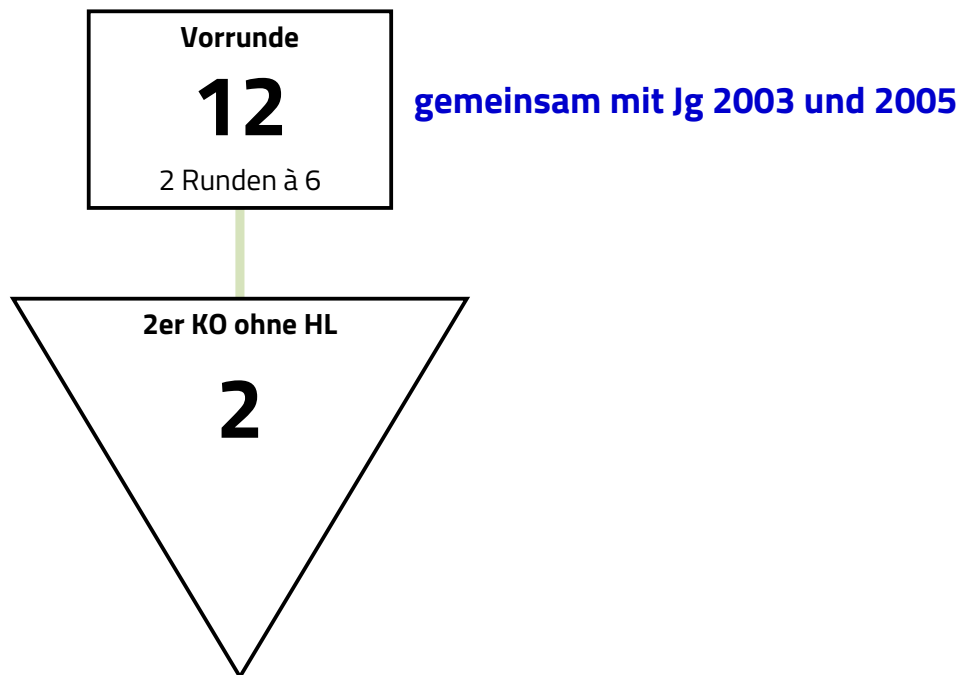 Vorrunde
12
gemeinsam mit Jg 2003 und 2005
2 Runden à 6
2er KO ohne HL
2